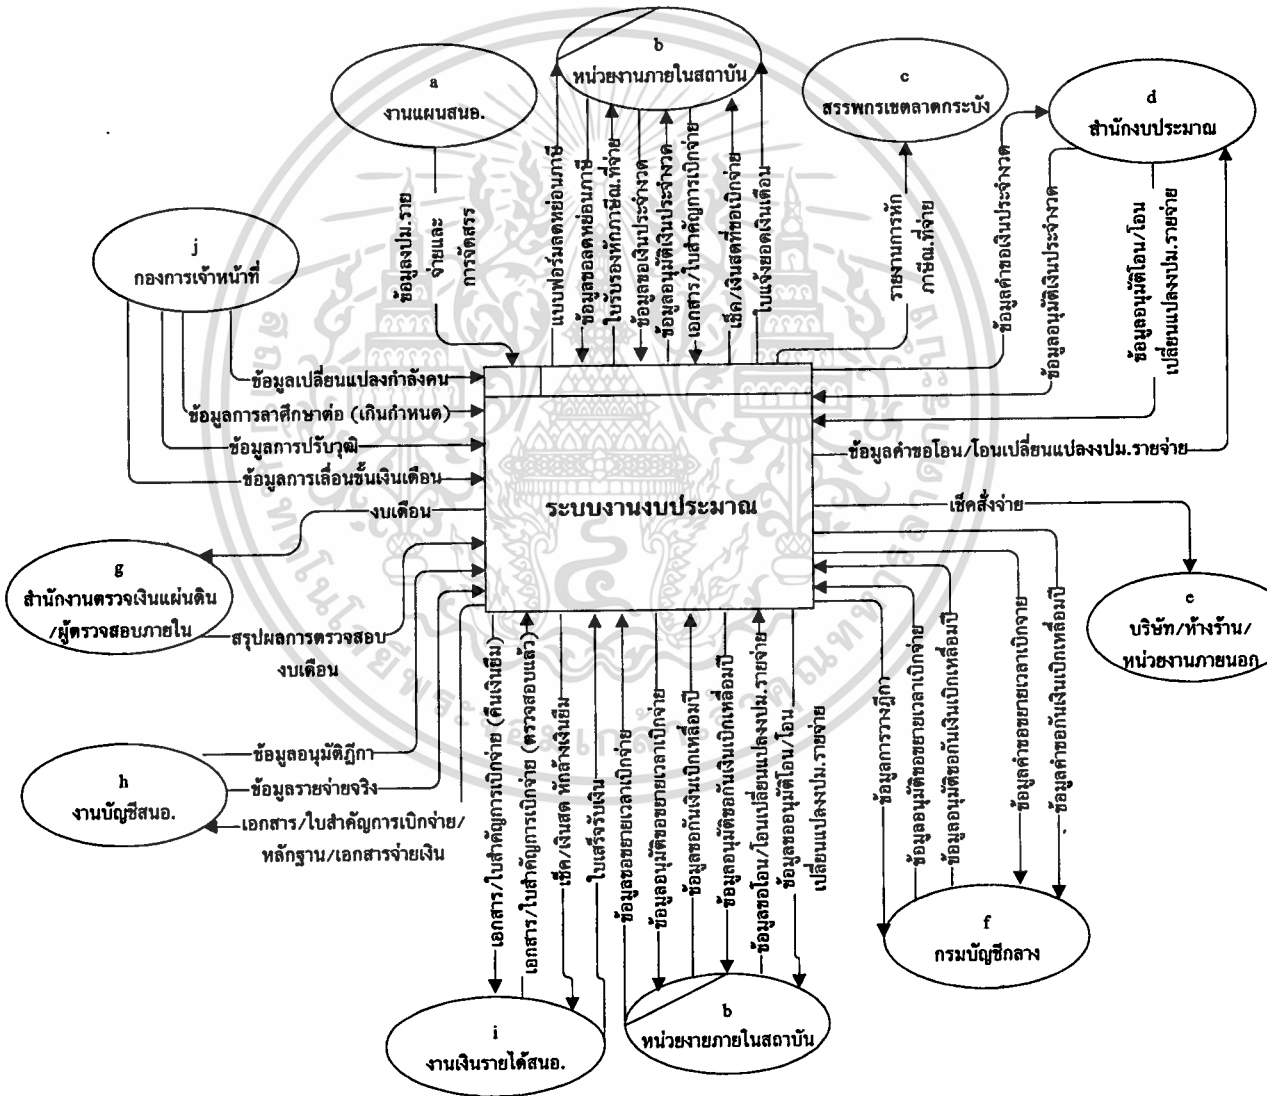 a
งานแผนสนอ.
b
หน่วยงานภายในสถาบัน
c
สรรพกรเขตลาดกระบัง
d
สำนักงบประมาณ
j
กองการเจ้าหน้าที่
ข้อมูลงปม.ราย
จ่ายและ
การจัดสรร
แบบฟอร์มลดหย่อนภาษี
ข้อมูลขอลดหย่อนภาษี
ใบรับรองหักภาษีณ.ที่จ่าย
ข้อมูลขอเงินประจำงวด
ข้อมูลอนุมัติเงินประจำงวด
เอกสาร/ใบสำคัญการเบิกจ่าย
เช็ค/เงินสดที่ขอเบิกจ่าย
ใบแจ้งยอดเงินเดือน
รายงานการหัก
ภาษีณ.ที่จ่าย
ข้อมูลคำขอเงินประจำงวด
ข้อมูลอนุมัติเงินประจำงวด
ข้อมูลอนุมัติโอน/โอน
เปลี่ยนแปลงงปม.รายจ่าย
ข้อมูลเปลี่ยนแปลงกำลังคน
ข้อมูลการลาศึกษาต่อ (เกินกำหนด)
ข้อมูลการปรับวุฒิ
ข้อมูลการเลื่อนขั้นเงินเดือน
ข้อมูลคำขอโอน/โอนเปลี่ยนแปลงงปม.รายจ่าย
ระบบงานงบประมาณ
งบเดือน
เช็คสั่งจ่าย
g
สำนักงานตรวจเงินแผ่นดิน
/ผู้ตรวจสอบภายใน
สรุปผลการตรวจสอบ
งบเดือน
e
บริษัท/ห้างร้าน/
หน่วยงานภายนอก
h
งานบัญชีสนอ.
ข้อมูลอนุมัติฎีกา
ข้อมูลรายจ่ายจริง
เอกสาร/ใบสำคัญการเบิกจ่าย/
หลักฐาน/เอกสารจ่ายเงิน
เอกสาร/ใบสำคัญการเบิกจ่าย (คืนเงินยืม)
เอกสาร/ใบสำคัญการเบิกจ่าย (ตรวจสอบแล้ว)
เช็ค/เงินสด หักล้างเงินยืม
ใบเสร็จรับเงิน
ข้อมูลขอขยายเวลาเบิกจ่าย
ข้อมูลอนุมัติขอขยายเวลาเบิกจ่าย
ข้อมูลขอกันเงินเบิกเหลื่อมปี
ข้อมูลอนุมัติขอกันเงินเบิกเหลื่อมปี
ข้อมูลขอโอน/โอนเปลี่ยนแปลงงปม.รายจ่าย
ข้อมูลขออนุมัติโอน/โอน
เปลี่ยนแปลงงปม.รายจ่าย
ข้อมูลการวางฎีกา
ข้อมูลอนุมัติขอขยายเวลาเบิกจ่าย
ข้อมูลอนุมัติขอกันเงินเบิกเหลื่อมปี
ข้อมูลคำขอขยายเวลาเบิกจ่าย
ข้อมูลคำขอกันเงินเบิกเหลื่อมปี
f
กรมบัญชีกลาง
i
งานเงินรายได้สนอ.
b
หน่วยงายภายในสถาบัน